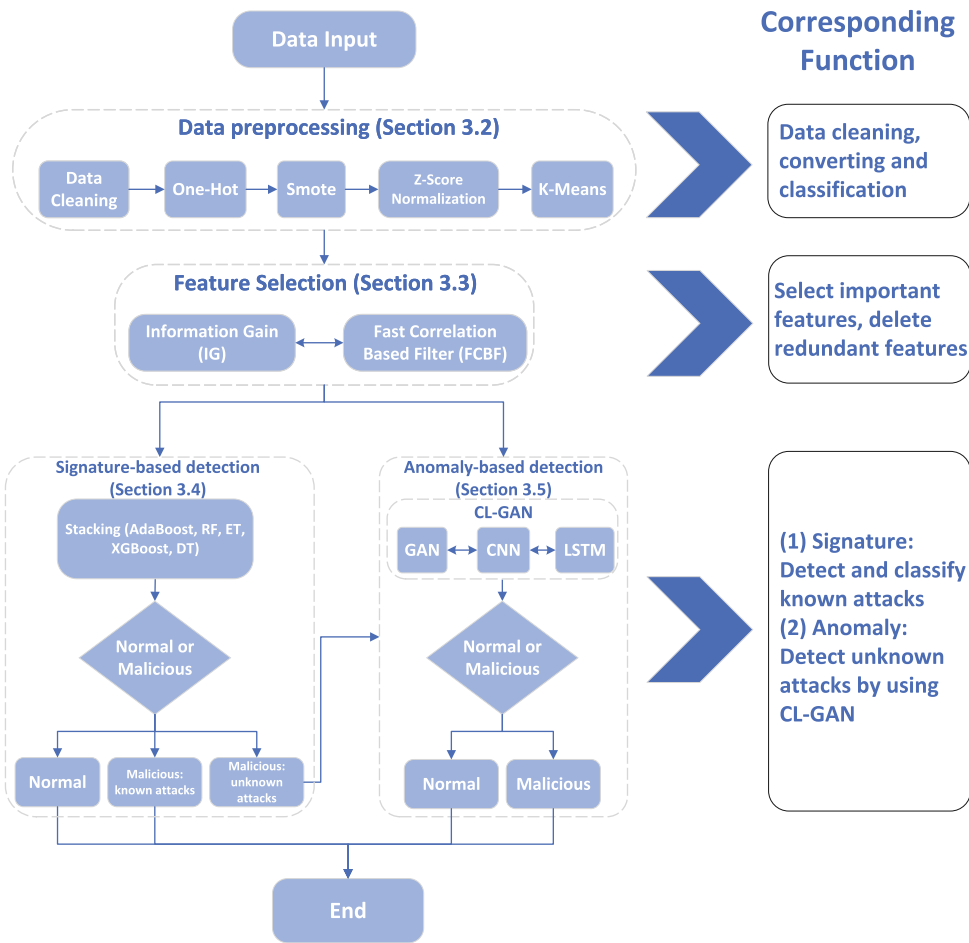 Data Input
Corresponding
Function
Data preprocessing (Section 3.2)
Data
Cleaning
One-Hot
Smote
Z-Score
Normalization
K-Means
Data cleaning,
converting and
classification
Feature Selection (Section 3.3)
Information Gain
(IG)
Fast Correlation
Based Filter (FCBF)
Select important
features, delete
redundant features
Signature-based detection
(Section 3.4)
Stacking (AdaBoost, RF, ET,
XGBoost, DT)
Normal or
Malicious
Normal
Malicious:
known attacks
Malicious:
unknown
attacks
Anomaly-based detection
(Section 3.5)
CL-GAN
GAN
CNN
LSTM
Normal or
Malicious
Normal
Malicious
(1) Signature:
Detect and classify
known attacks
(2) Anomaly:
Detect unknown
attacks by using
CL-GAN
End